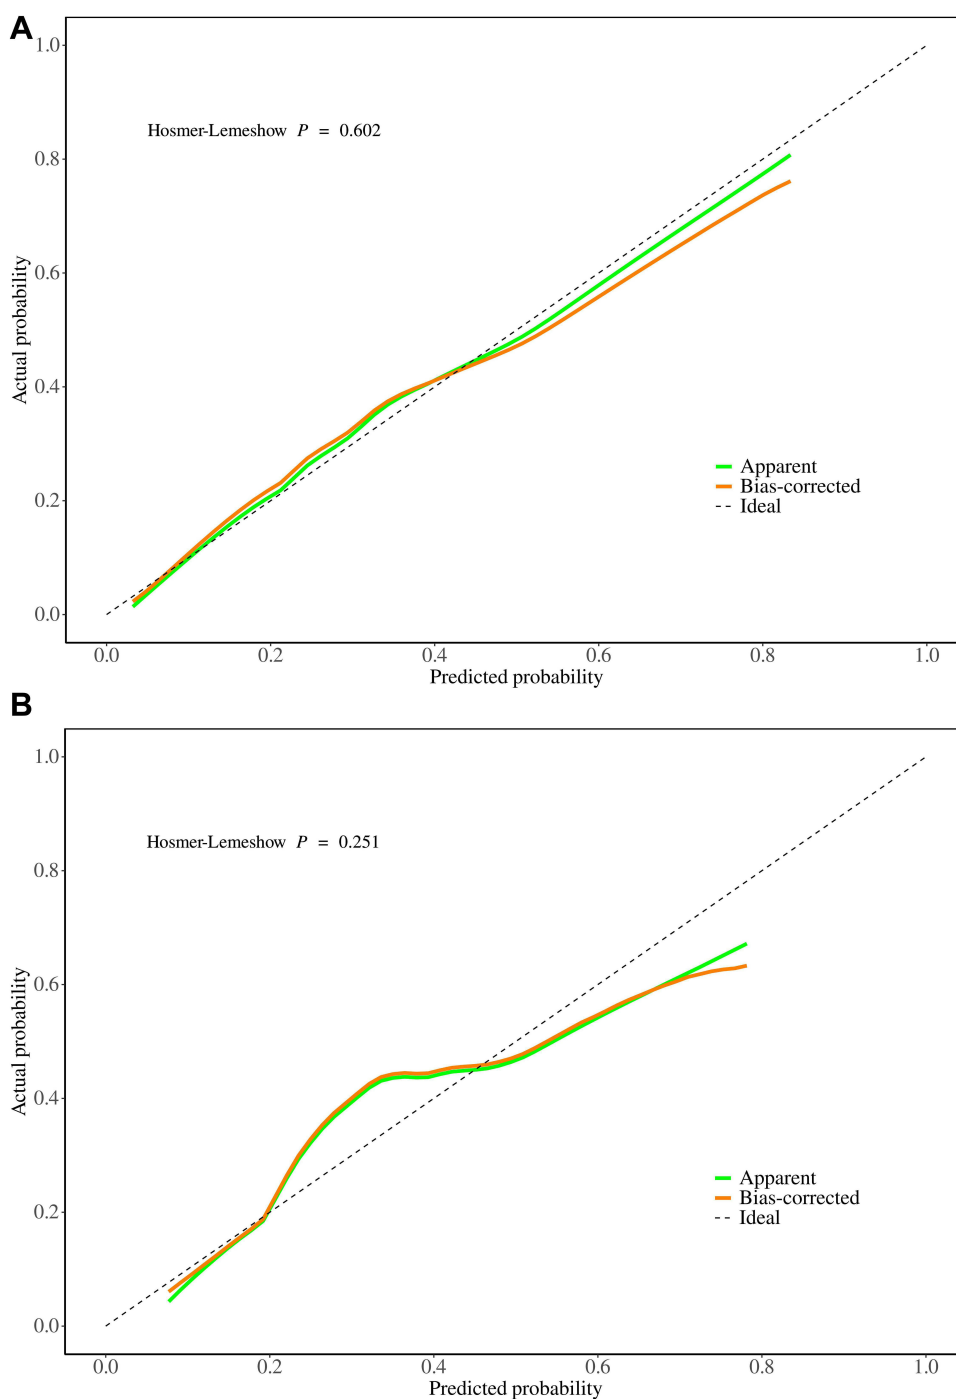 A
1.0
0.8
0.6
0.4
0.2
0.0
Actual probability
Hosmer-Lemeshow P = 0.602
Apparent
Bias-corrected
Ideal
0.0 0.2 0.4 0.6 0.8 1.0
Predicted probability
B
1.0
0.8
0.6
0.4
0.2
0.0
Actual probability
Hosmer-Lemeshow P = 0.251
Apparent
Bias-corrected
Ideal
0.0 0.2 0.4 0.6 0.8 1.0
Predicted probability